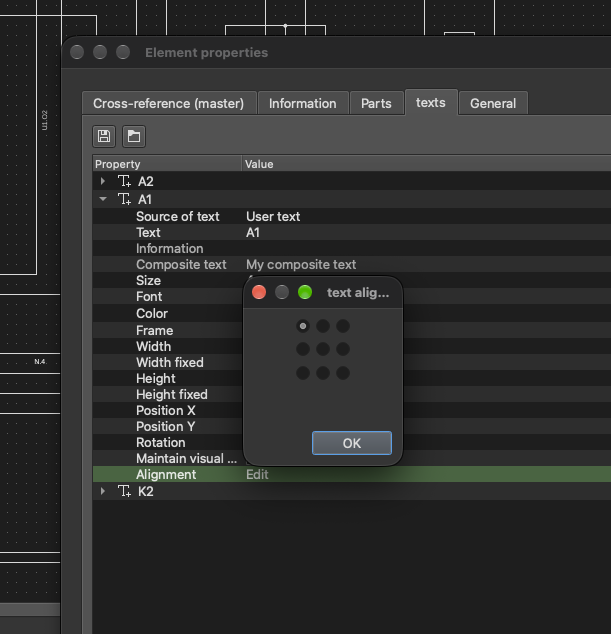 U1.O2
Element properties
Cross-reference (master)
Information
Parts
texts
General
Property
Value
A2
A1
Source of text
User text
Text
A1
Information
Composite text
My composite text
Size
Font
text alig...
Color
Frame
Width
N.4.
Width fixed
Height
Height fixed
Position X
Position Y
Rotation
OK
Maintain visual ...
Alignment
Edit
K2